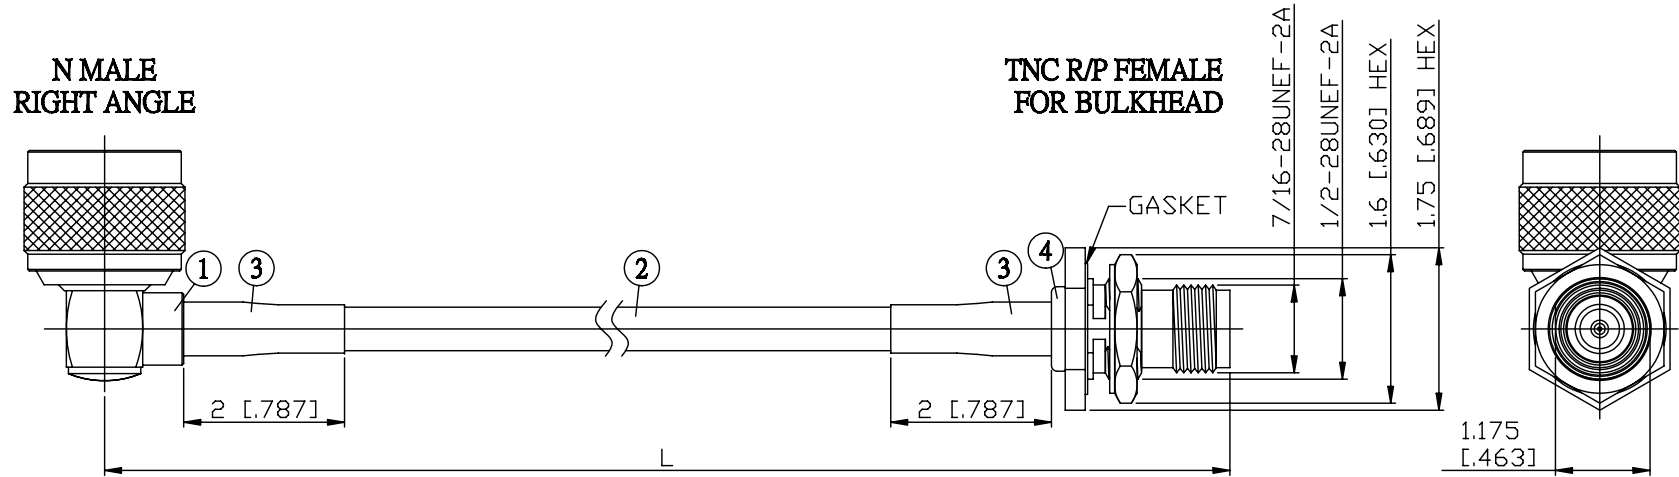 N MALE
RIGHT ANGLE
TNC R/P FEMALE
FOR BULKHEAD
7/16-28UNEF-2A
1/2-28UNEF-2A
1.6 [.630] HEX
1.75 [.689] HEX
GASKET
1
3
2
3
4
2 [.787]
2 [.787]
L
1.175
[.463]